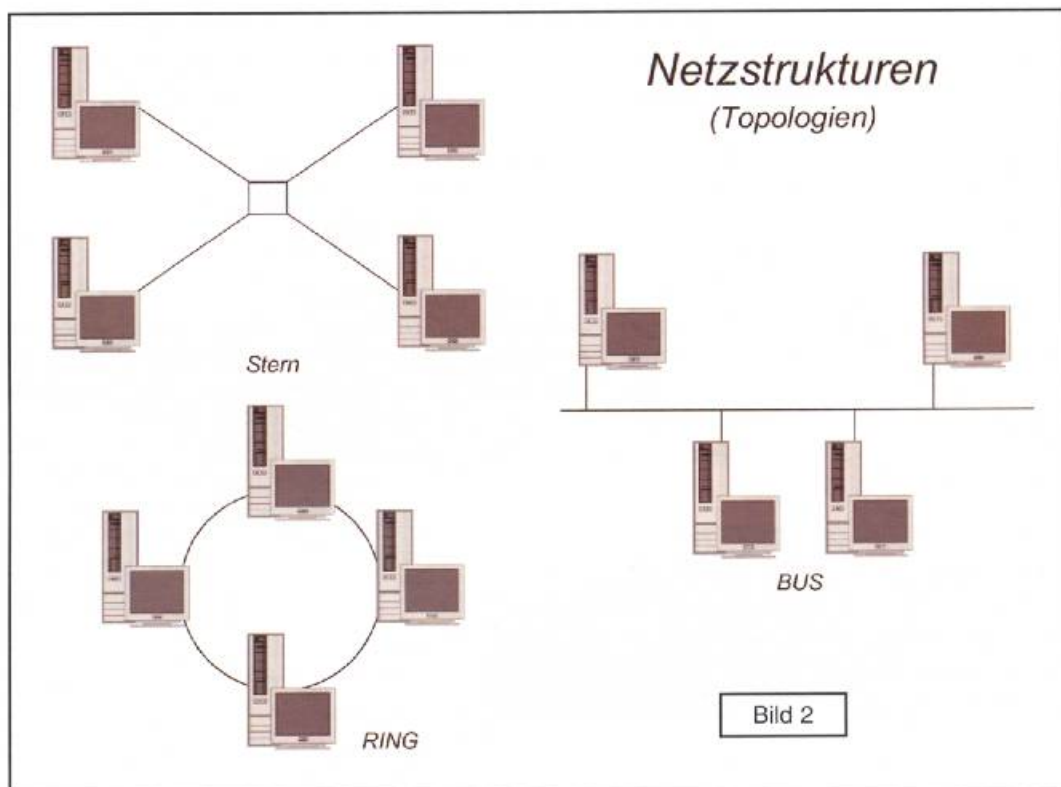 Netzstrukturen
(Topologien)
Stern
BUS
RING
Bild 2